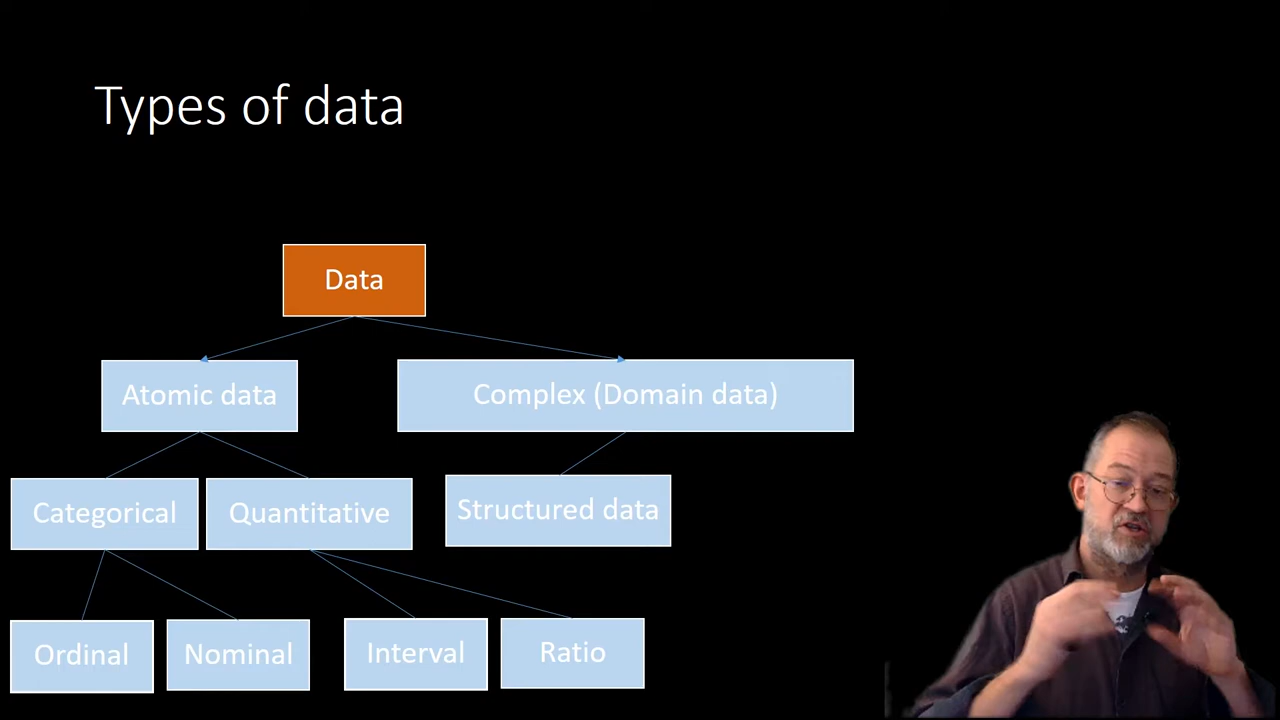 Types of data
Data
Atomic data
Complex (Domain data)
Categorical
Quantitative
Structured data
Ordinal
Nominal
Interval
Ratio